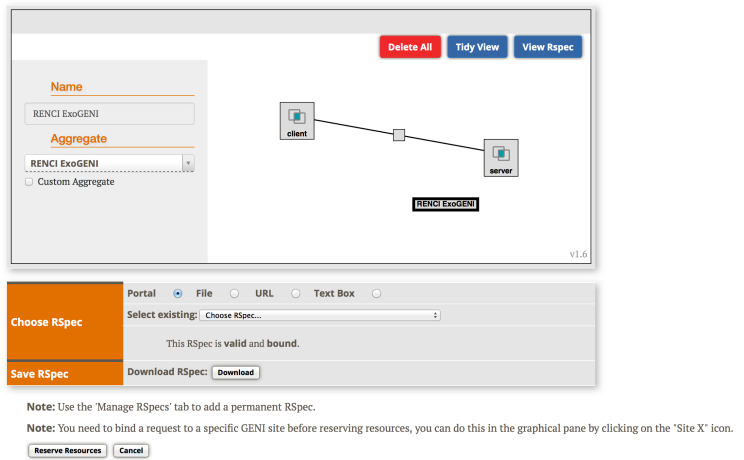 Delete All Tidy View View Rspec
Name
RENCI ExoGENI
Aggregate
RENCI ExoGENI
Custom Aggregate
client
server
RENCI ExoGENI
v1.6
Choose RSpec
Portal File URL Text Box
Select existing: Choose RSpec...
This RSpec is valid and bound.
Save RSpec
Download RSpec: Download
Note: Use the 'Manage RSpecs' tab to add a permanent RSpec.
Note: You need to bind a request to a specific GENI site before reserving resources, you can do this in the graphical pane by clicking on the "Site X" icon.
Reserve Resources Cancel